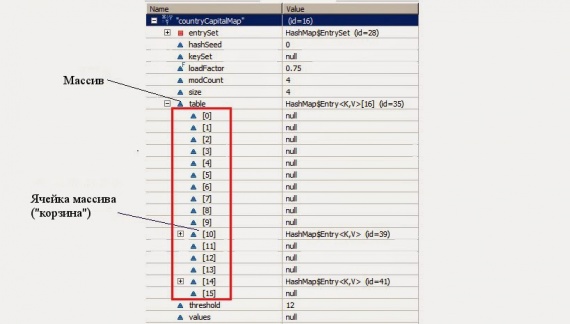 Name Value
"countryCapitalMap" (id=16)
entrySet HashMap$EntrySet (id=28)
hashSeed 0
keySet null
loadFactor 0.75
modCount 4
size 4
Массив
table HashMap$Entry<K,V>[16] (id=35)
[0] null
[1] null
[2] null
[3] null
[4] null
[5] null
[6] null
[7] null
[8] null
[9] null
Ячейка массива
("корзина")
[10] HashMap$Entry<K,V> (id=39)
[11] null
[12] null
[13] null
[14] HashMap$Entry<K,V> (id=41)
[15] null
threshold 12
values null